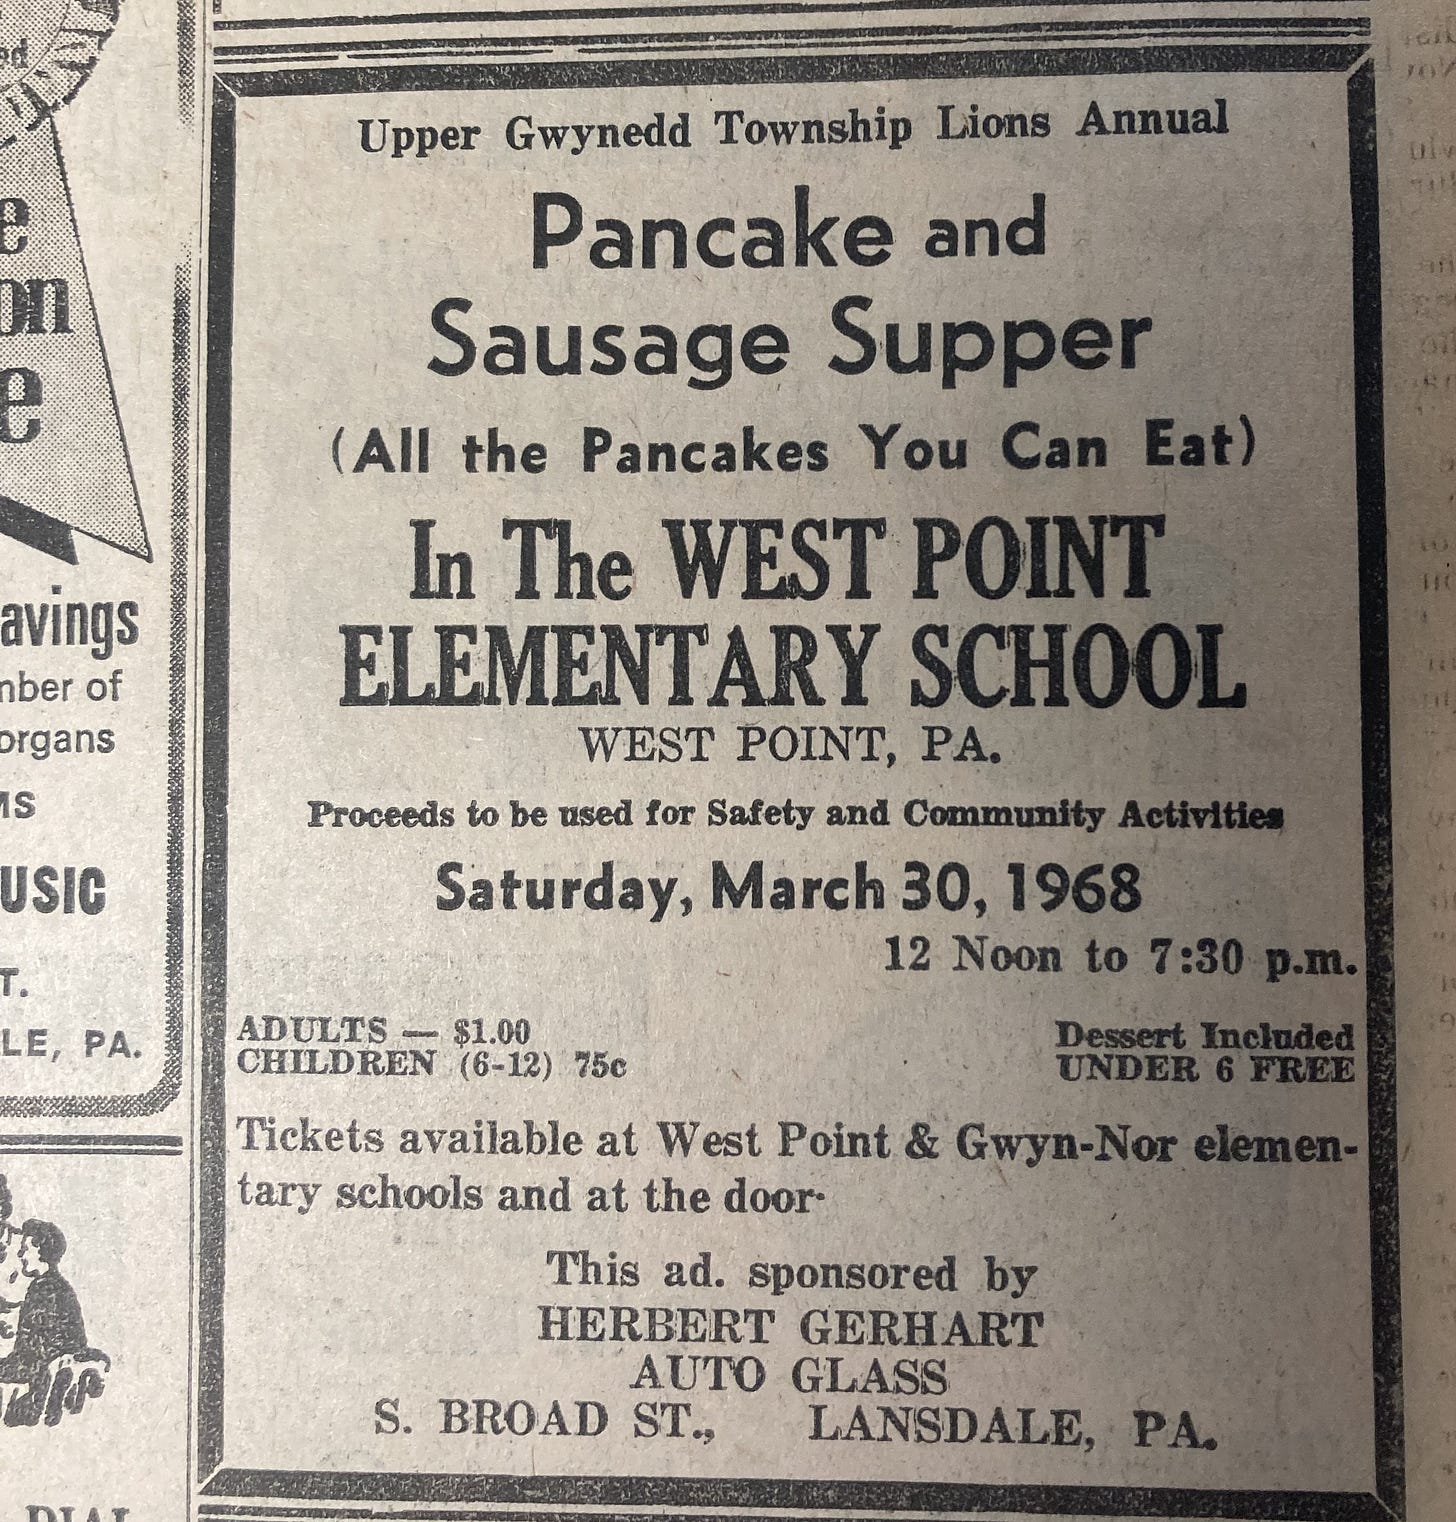 Upper Gwynedd Township Lions Annual
Pancake and
Sausage Supper
(All the Pancakes You Can Eat)
In The WEST POINT
ELEMENTARY SCHOOL
WEST POINT, PA.
Proceeds to be used for Safety and Community Activities
Saturday, March 30, 1968
12 Noon to 7:30 p.m.
ADULTS — $1.00
CHILDREN (6-12) 75c
Dessert Included
UNDER 6 FREE
Tickets available at West Point & Gwyn-Nor elemen-
tary schools and at the door.
This ad. sponsored by
HERBERT GERHART
AUTO GLASS
S. BROAD ST., LANSDALE, PA.
avings
mber of
organs
MS
USIC
T.
LE, PA.